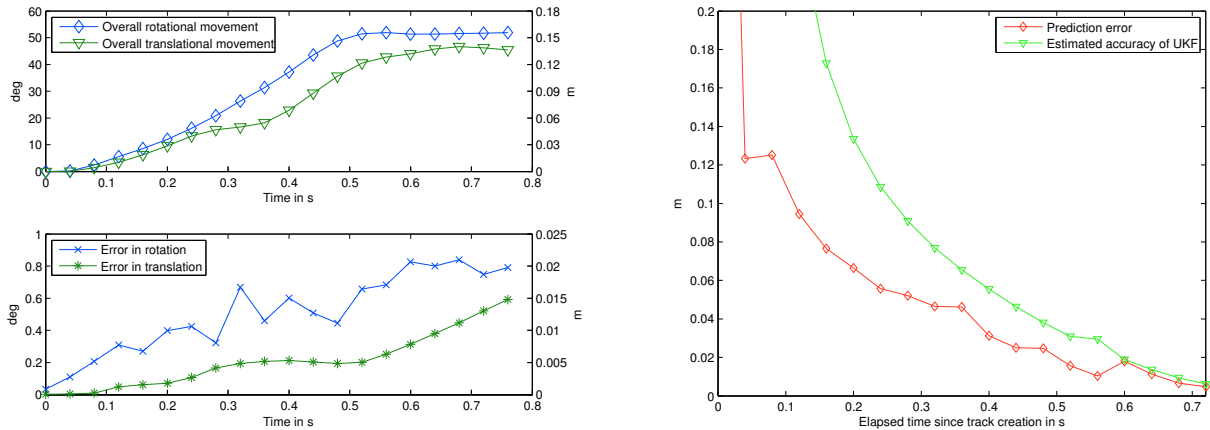 60
50
40
30
20
10
0
deg
Overall rotational movement
Overall translational movement
0.18
0.15
0.12
0.09
0.06
0.03
0
m
0 0.1 0.2 0.3 0.4 0.5 0.6 0.7 0.8
Time in s
1
0.8
0.6
0.4
0.2
0
deg
Error in rotation
Error in translation
0.025
0.02
0.015
0.01
0.005
0
m
0 0.1 0.2 0.3 0.4 0.5 0.6 0.7 0.8
Time in s
0.2
0.18
0.16
0.14
0.12
0.1
0.08
0.06
0.04
0.02
0
m
Prediction error
Estimated accuracy of UKF
0 0.1 0.2 0.3 0.4 0.5 0.6 0.7
Elapsed time since track creation in s